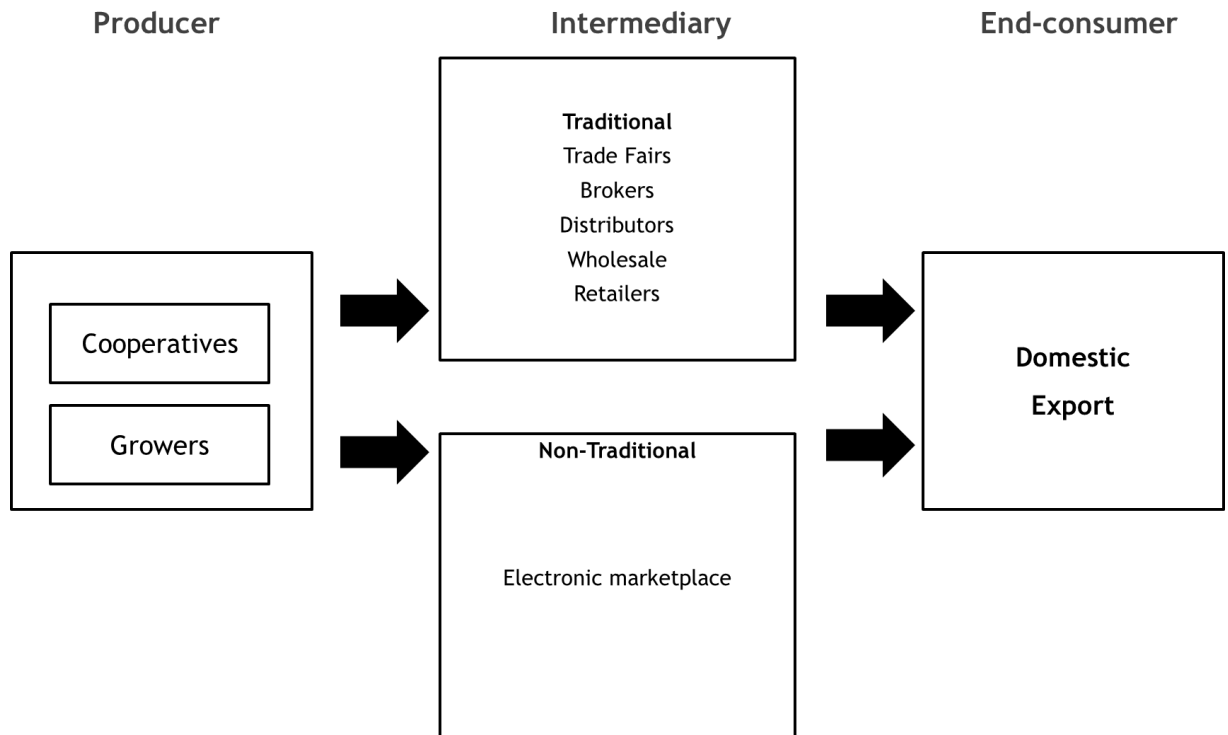 Producer
Intermediary
End-consumer
Traditional
Trade Fairs
Brokers
Distributors
Wholesale
Retailers
Cooperatives
Growers
Non-Traditional
Electronic marketplace
Domestic
Export